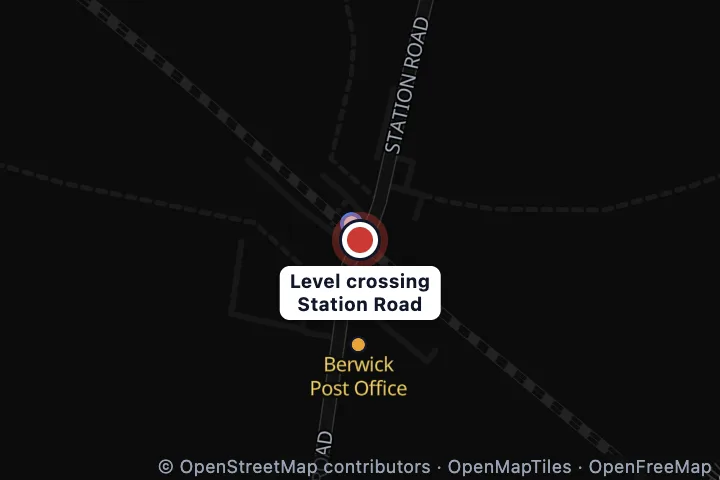 STATION ROAD
Level crossing
Station Road
Berwick
Post Office
ROAD
© OpenStreetMap contributors · OpenMapTiles · OpenFreeMap